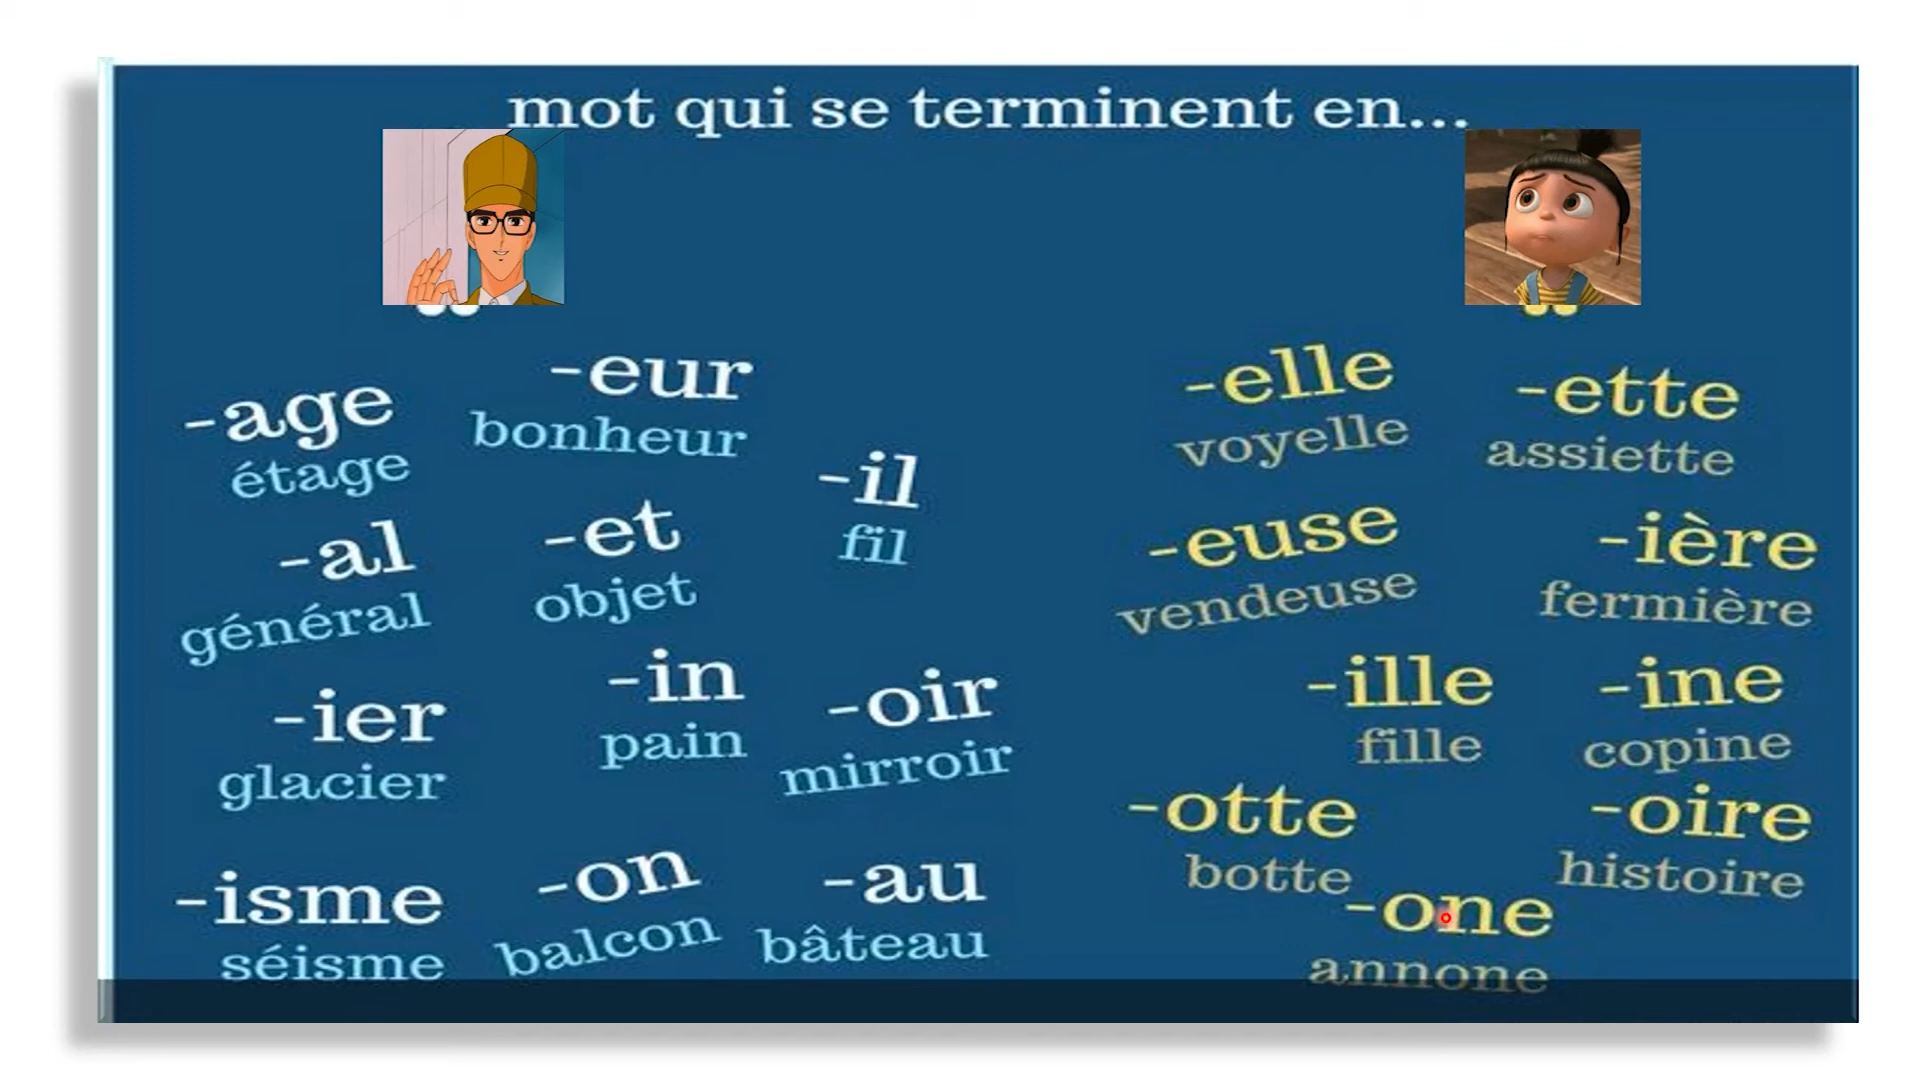 mot qui se terminent en...
-age
étage
-eur
bonheur
-il
fil
-al
général
-et
objet
-ier
glacier
-in
pain
-oir
mirroir
-isme
séisme
-on
balcon
-au
bâteau
-elle
voyelle
-ette
assiette
-euse
vendeuse
-ière
fermière
-ille
fille
-ine
copine
-otte
botte
-oire
histoire
-one
annone